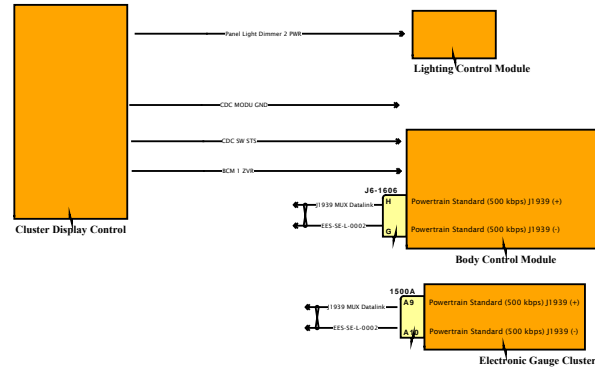 Panel Light Dimmer 2 PWR
Lighting Control Module
CDC MODU GND
CDC SW STS
BCM 1 ZVR
J6-1606
J1939 MUX Datalink
H
Powertrain Standard (500 kbps) J1939 (+)
EES-SE-L-0002
G
Powertrain Standard (500 kbps) J1939 (-)
Cluster Display Control
Body Control Module
1500A
J1939 MUX Datalink
A9
Powertrain Standard (500 kbps) J1939 (+)
EES-SE-L-0002
A10
Powertrain Standard (500 kbps) J1939 (-)
Electronic Gauge Cluster